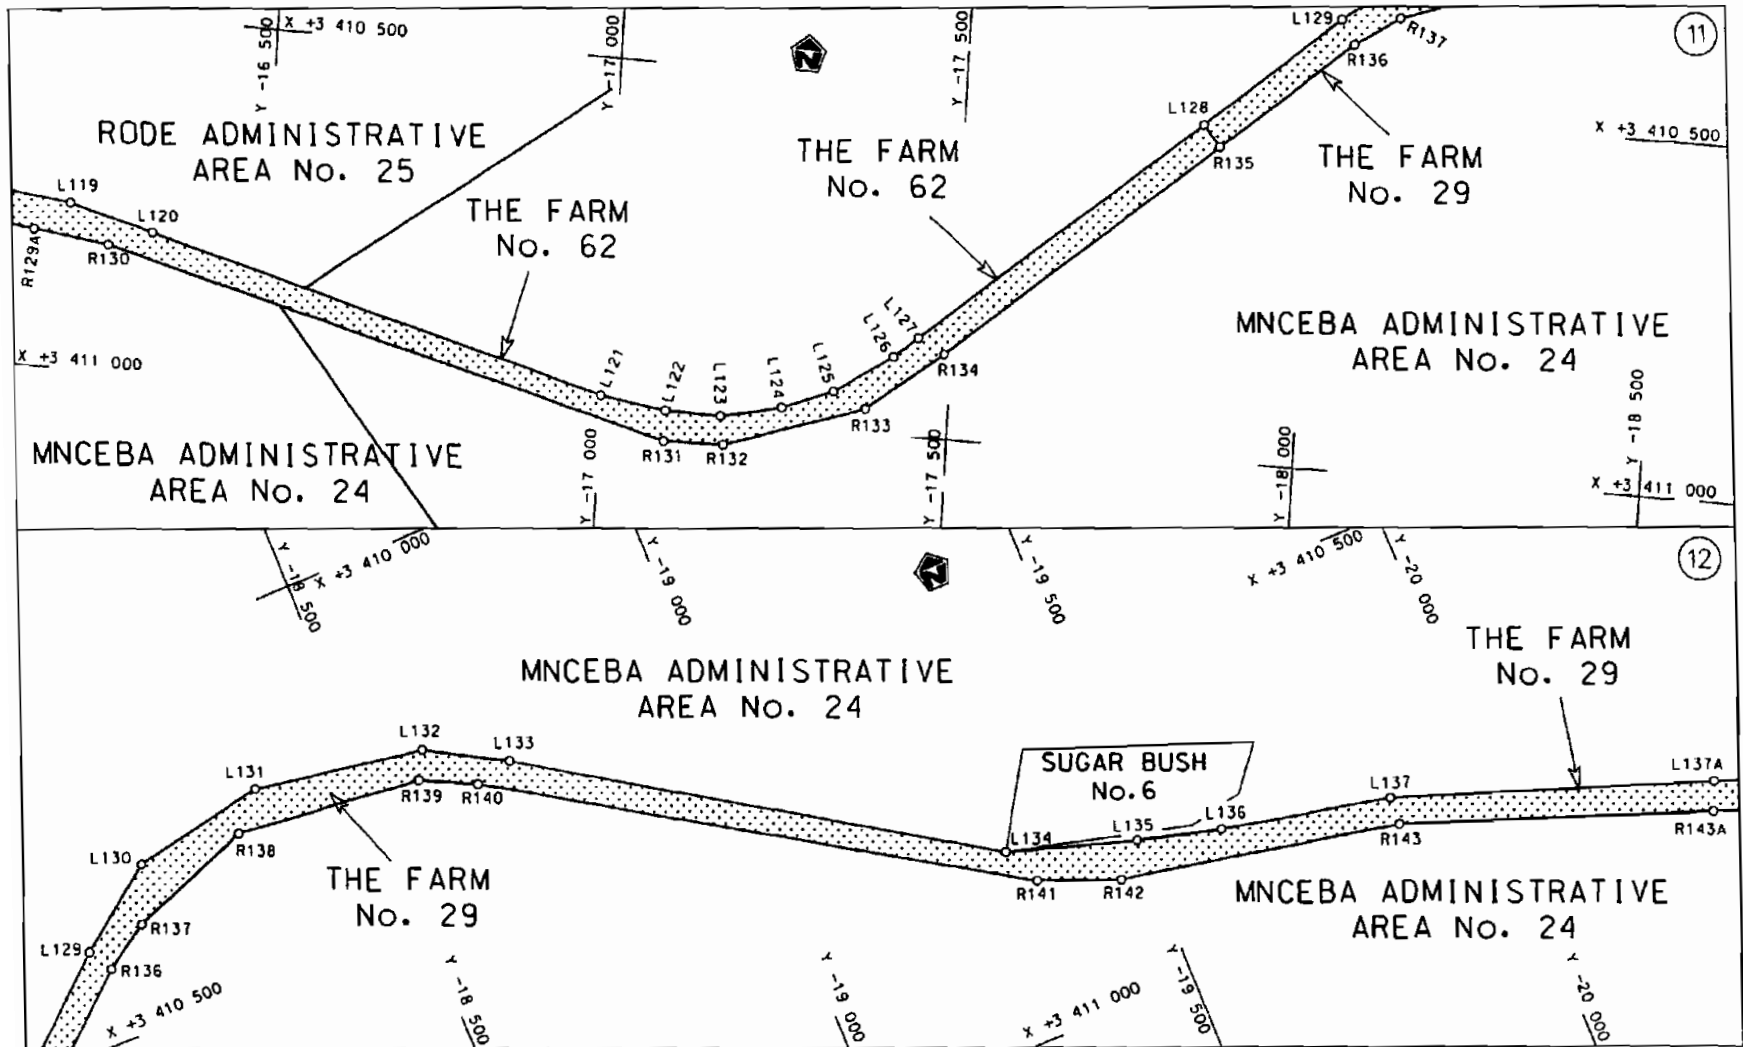 Y -16 500
X +3 410 500
Y -17 000
N
Y -17 500
L129
R137
R136
11
RODE ADMINISTRATIVE
AREA No. 25
L128
R135
X +3 410 500
THE FARM
No. 62
THE FARM
No. 29
L119
L120
R129A
R130
THE FARM
No. 62
X +3 411 000
L121
L122
L123
L124
L125
L126
L127
R134
R133
R131
R132
MNCEBA ADMINISTRATIVE
AREA No. 24
MNCEBA ADMINISTRATIVE
AREA No. 24
Y -17 000
Y -17 500
Y -18 000
Y -18 500
X +3 411 000
Y -18 500
X +3 410 000
Y -19 000
N
Y -19 500
X +3 410 500
Y -20 000
12
MNCEBA ADMINISTRATIVE
AREA No. 24
THE FARM
No. 29
L132
L133
L131
R139
R140
R138
L130
SUGAR BUSH
No.6
L134
L135
L136
L137
L137A
R141
R142
R143
R143A
THE FARM
No. 29
MNCEBA ADMINISTRATIVE
AREA No. 24
R137
L129
R136
X +3 410 500
Y -18 500
Y -19 000
X +3 411 000
Y -19 500
Y -20 000